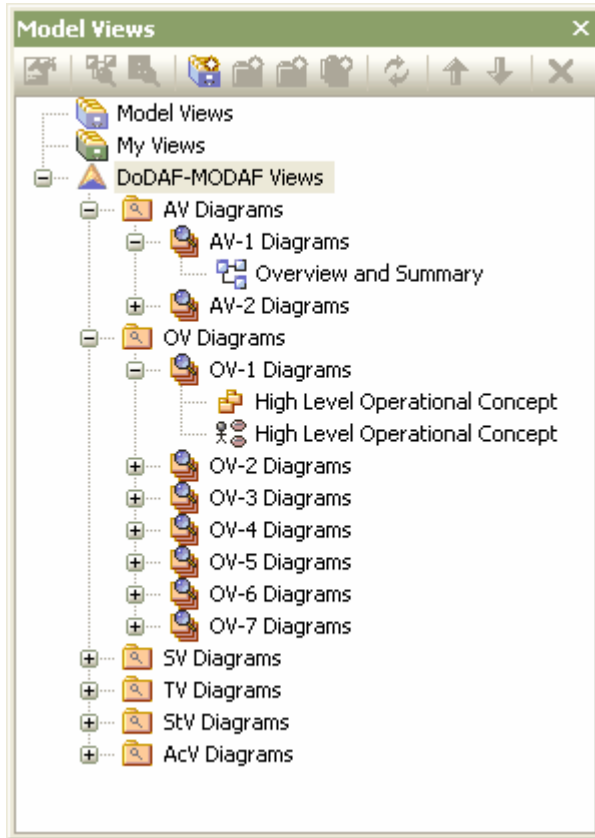 Model Views
Model Views
My Views
DoDAF-MODAF Views
AV Diagrams
AV-1 Diagrams
Overview and Summary
AV-2 Diagrams
OV Diagrams
OV-1 Diagrams
High Level Operational Concept
High Level Operational Concept
OV-2 Diagrams
OV-3 Diagrams
OV-4 Diagrams
OV-5 Diagrams
OV-6 Diagrams
OV-7 Diagrams
SV Diagrams
TV Diagrams
StV Diagrams
AcV Diagrams